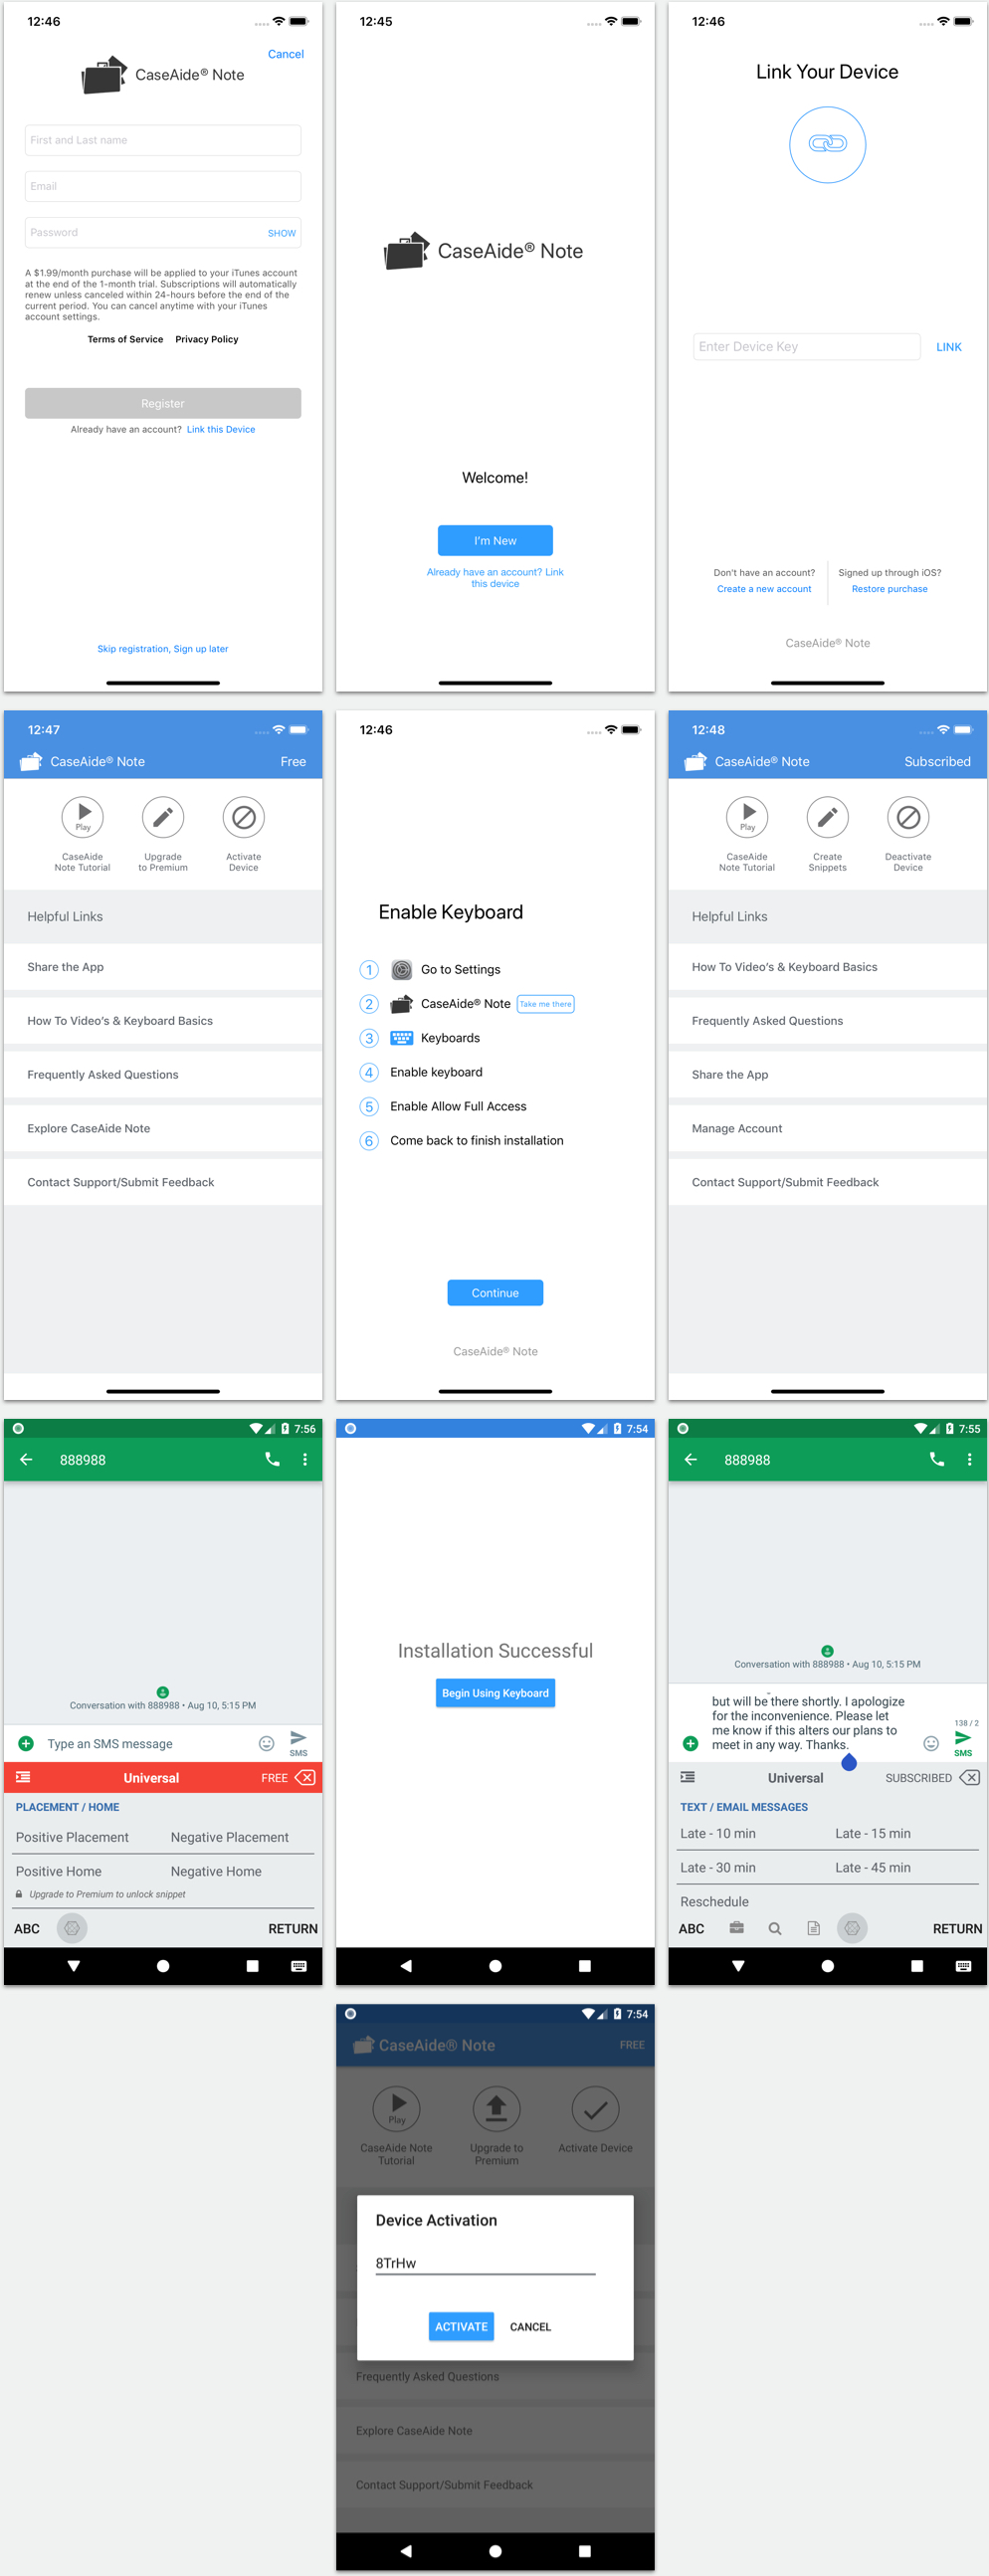 12:46
Cancel
CaseAide® Note
First and Last name
Email
Password
SHOW
A $1.99/month purchase will be applied to your iTunes account
at the end of the 1-month trial. Subscriptions will automatically
renew unless canceled within 24-hours before the end of the
current period. You can cancel anytime with your iTunes
account settings.
Terms of Service Privacy Policy
Register
Already have an account? Link this Device
Skip registration, Sign up later
12:45
CaseAide® Note
Welcome!
I'm New
Already have an account? Link
this device
12:46
Link Your Device
Enter Device Key
LINK
Don't have an account?
Create a new account
Signed up through iOS?
Restore purchase
CaseAide® Note
12:47
CaseAide® Note
Free
Play
CaseAide
Note Tutorial
Upgrade
to Premium
Activate
Device
Helpful Links
Share the App
How To Video's & Keyboard Basics
Frequently Asked Questions
Explore CaseAide Note
Contact Support/Submit Feedback
12:46
Enable Keyboard
1 Go to Settings
2 CaseAide® Note Take me there
3 Keyboards
4 Enable keyboard
5 Enable Allow Full Access
6 Come back to finish installation
Continue
CaseAide® Note
12:48
CaseAide® Note
Subscribed
Play
CaseAide
Note Tutorial
Create
Snippets
Deactivate
Device
Helpful Links
How To Video's & Keyboard Basics
Frequently Asked Questions
Share the App
Manage Account
Contact Support/Submit Feedback
7:56
888988
Conversation with 888988 • Aug 10, 5:15 PM
Type an SMS message
SMS
Universal
FREE
PLACEMENT / HOME
Positive Placement Negative Placement
Positive Home Negative Home
Upgrade to Premium to unlock snippet
ABC
RETURN
7:54
Installation Successful
Begin Using Keyboard
7:55
888988
Conversation with 888988 • Aug 10, 5:15 PM
but will be there shortly. I apologize
for the inconvenience. Please let
me know if this alters our plans to
meet in any way. Thanks.
138 / 2
SMS
Universal
SUBSCRIBED
TEXT / EMAIL MESSAGES
Late - 10 min Late - 15 min
Late - 30 min Late - 45 min
Reschedule
ABC
RETURN
7:54
CaseAide® Note
FREE
Play
CaseAide Note
Tutorial
Upgrade to
Premium
Activate Device
Device Activation
8TrHw
ACTIVATE
CANCEL
Frequently Asked Questions
Explore CaseAide Note
Contact Support/Submit Feedback